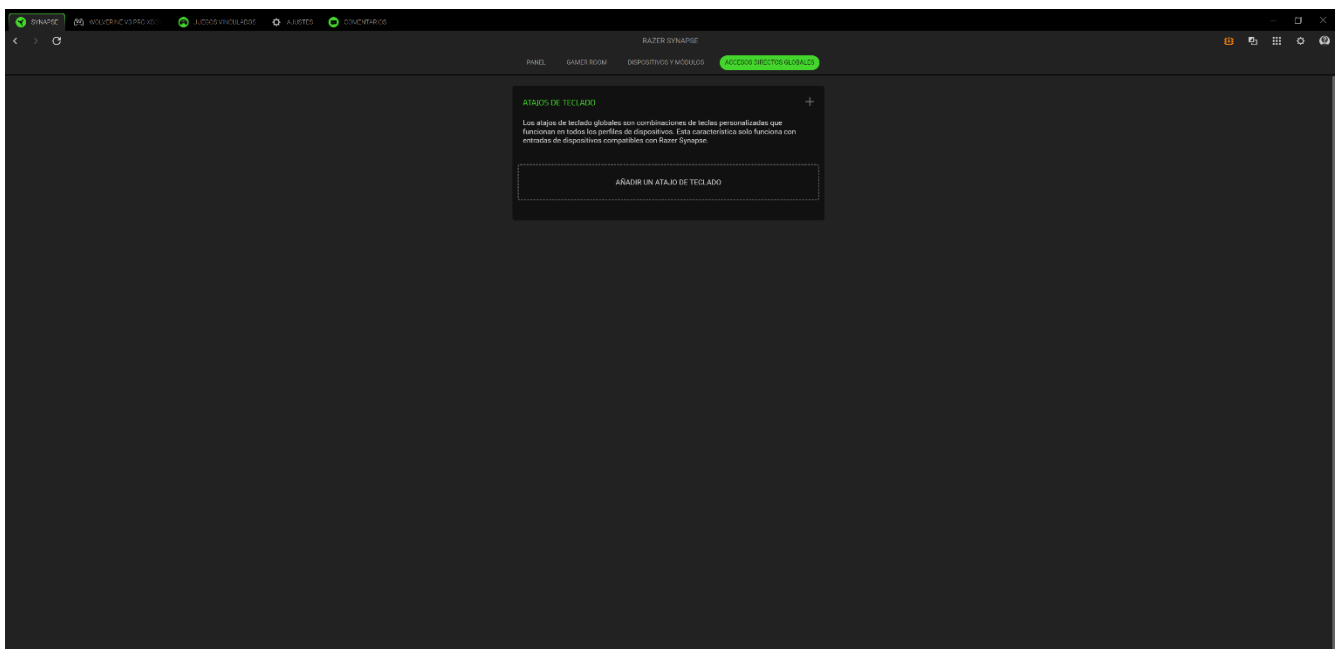 SYNAPSE
WOLVERINE V3 PRO
JUEGOS VINCULADOS
AJUSTES
COMENTARIOS
RAZER SYNAPSE
PANEL
GAMER ROOM
DISPOSITIVOS Y MÓDULOS
ACCESOS DIRECTOS GLOBALES
ATAJOS DE TECLADO
Los atajos de teclado globales son combinaciones de teclas personalizadas que
funcionan en todos los perfiles de dispositivos. Esta característica solo funciona con
entradas de dispositivos compatibles con Razer Synapse.
AÑADIR UN ATAJO DE TECLADO